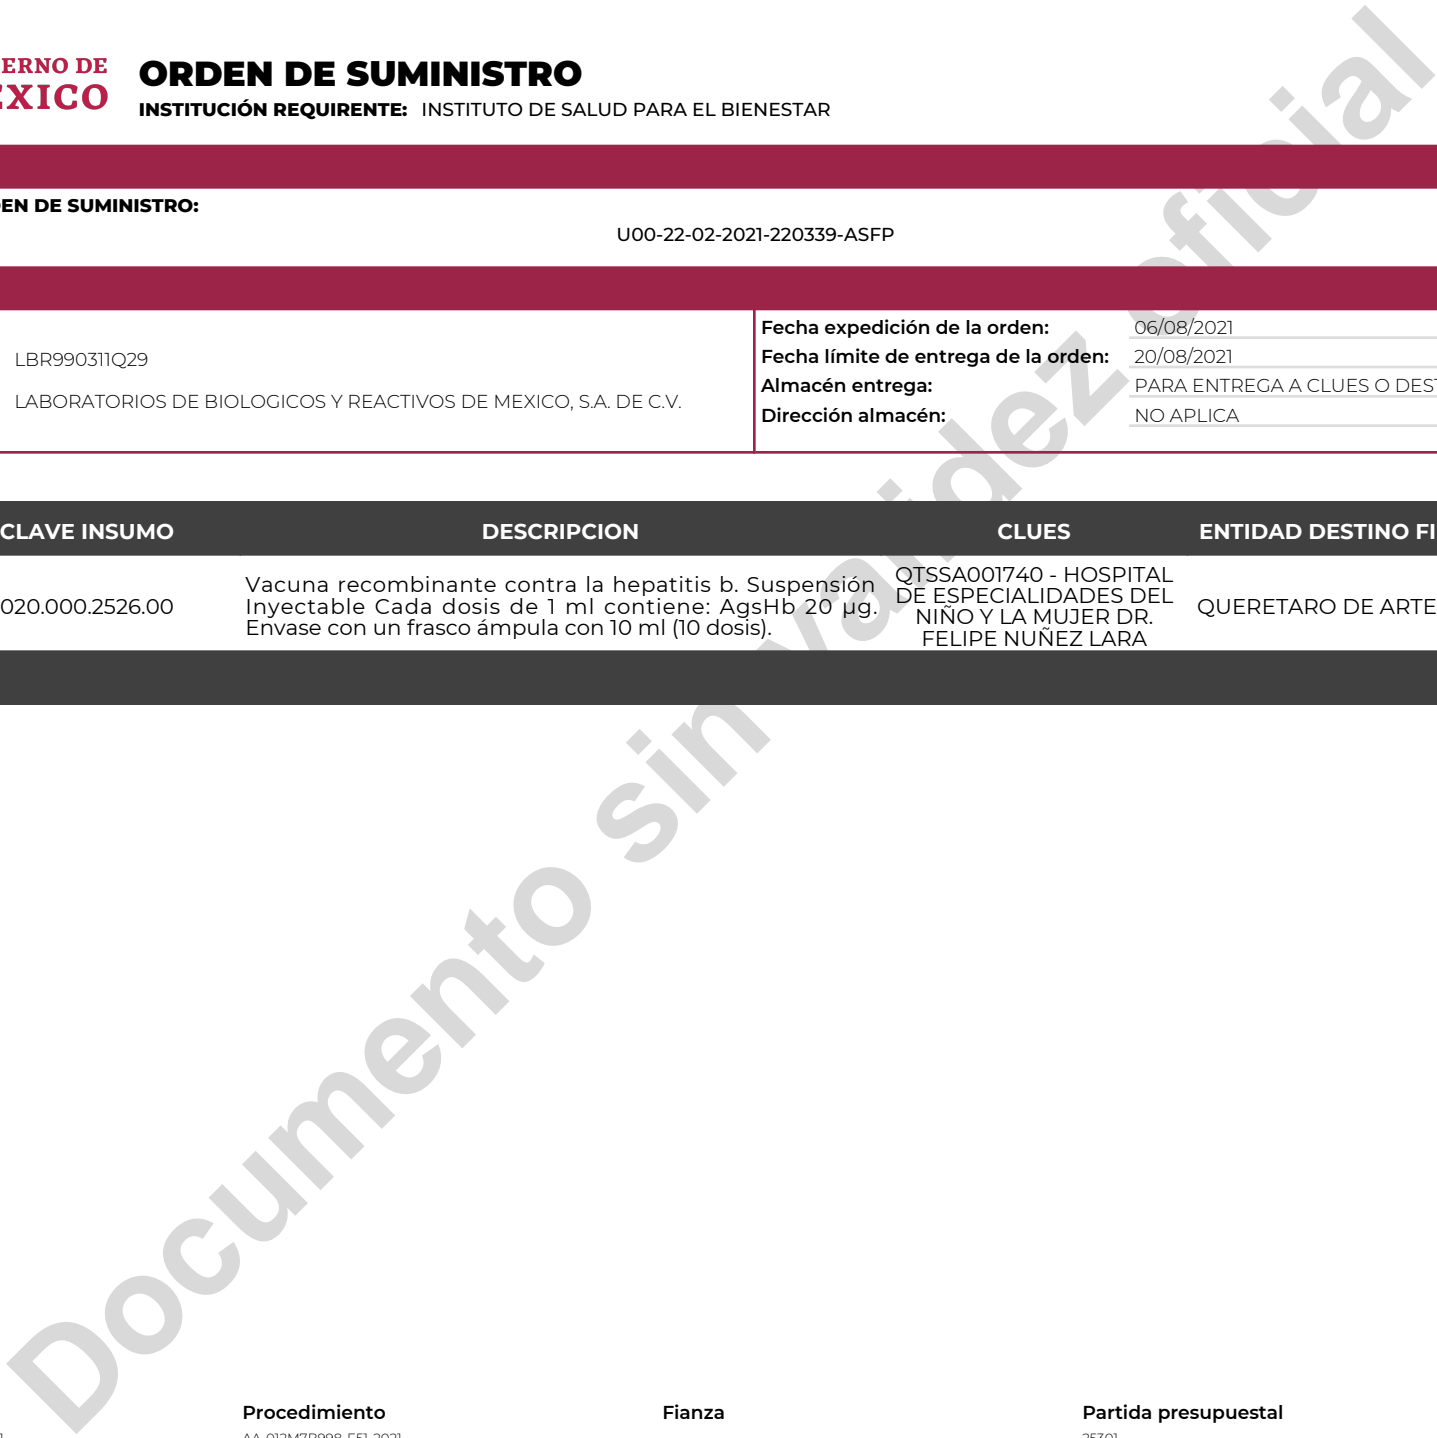 ERNO DE
EXICO
ORDEN DE SUMINISTRO
INSTITUCIÓN REQUIRENTE: INSTITUTO DE SALUD PARA EL BIENESTAR
EN DE SUMINISTRO:
U00-22-02-2021-220339-ASFP
LBR990311Q29
LABORATORIOS DE BIOLOGICOS Y REACTIVOS DE MEXICO, S.A. DE C.V.
Fecha expedición de la orden: 06/08/2021
Fecha límite de entrega de la orden: 20/08/2021
Almacén entrega: PARA ENTREGA A CLUES O DEST
Dirección almacén: NO APLICA
CLAVE INSUMO DESCRIPCION CLUES ENTIDAD DESTINO FI
020.000.2526.00
Vacuna recombinante contra la hepatitis b. Suspensión
Inyectable Cada dosis de 1 ml contiene: AgsHb 20 µg.
Envase con un frasco ámpula con 10 ml (10 dosis).
QTSSA001740 - HOSPITAL
DE ESPECIALIDADES DEL
NIÑO Y LA MUJER DR.
FELIPE NUÑEZ LARA
QUERETARO DE ARTE
Documento sin validez oficial
Procedimiento Fianza Partida presupuestal